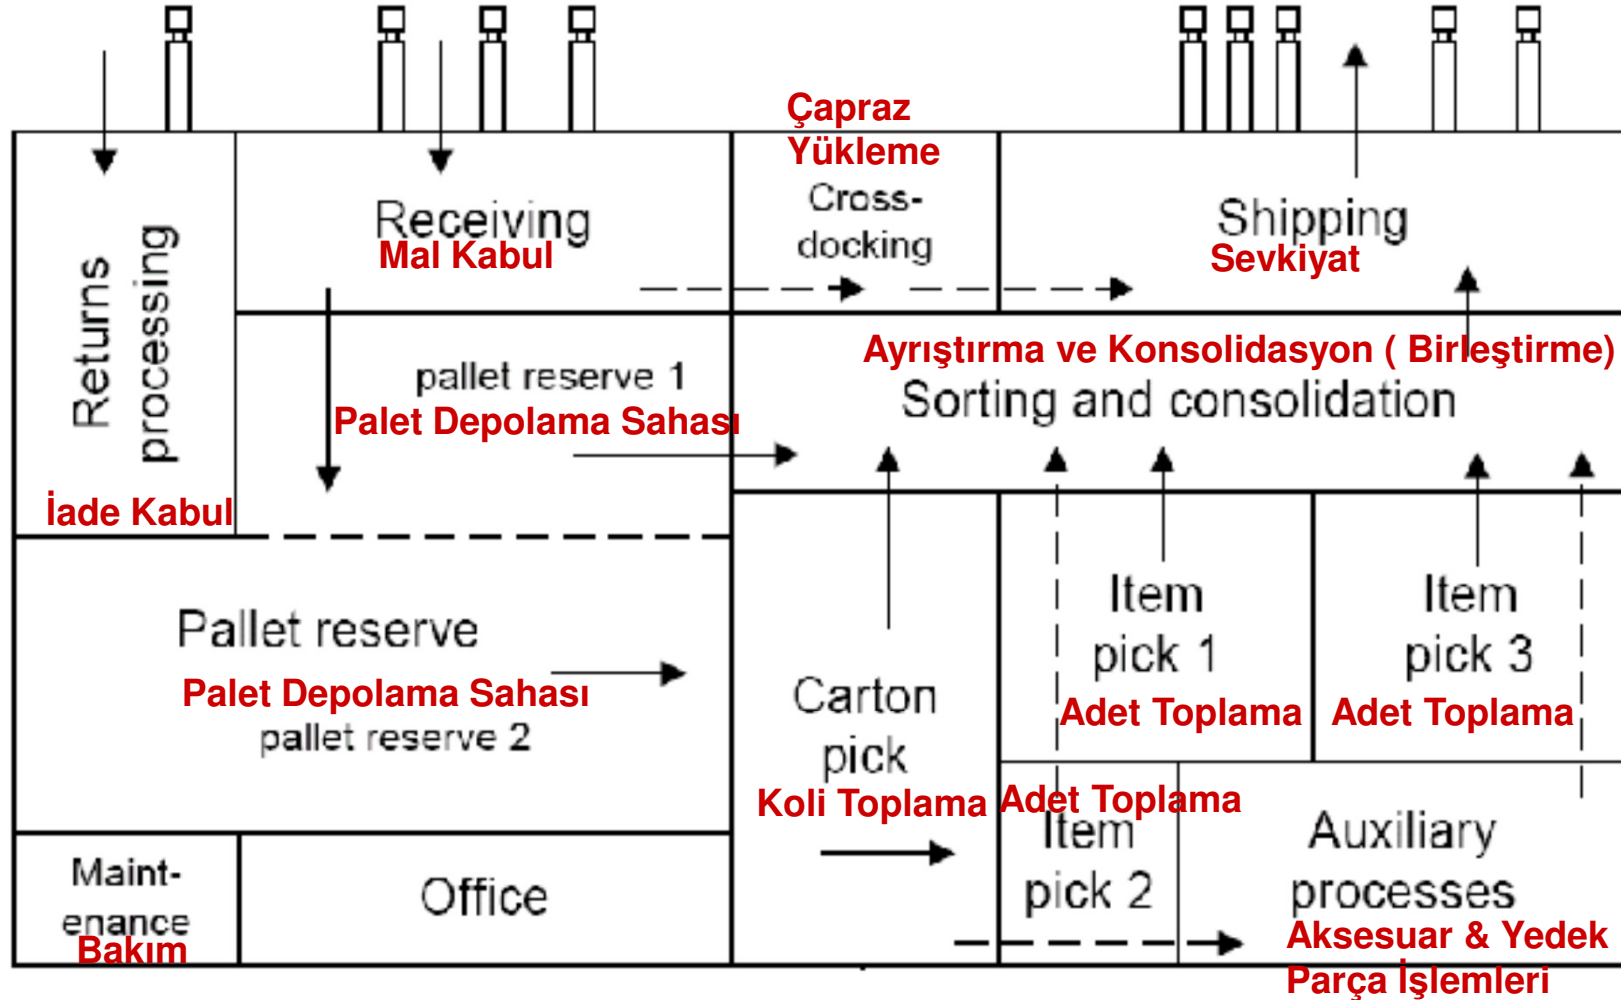 Returns
processing
İade Kabul
Receiving
Mal Kabul
Çapraz
Yükleme
Cross-
docking
Shipping
Sevkiyat
pallet reserve 1
Palet Depolama Sahası
Ayrıştırma ve Konsolidasyon ( Birleştirme)
Sorting and consolidation
Pallet reserve
Palet Depolama Sahası
pallet reserve 2
Carton
pick
Koli Toplama
Item
pick 1
Adet Toplama
Item
pick 3
Adet Toplama
Adet Toplama
Item
pick 2
Auxiliary
processes
Aksesuar & Yedek
Parça İşlemleri
Maint-
enance
Bakım
Office